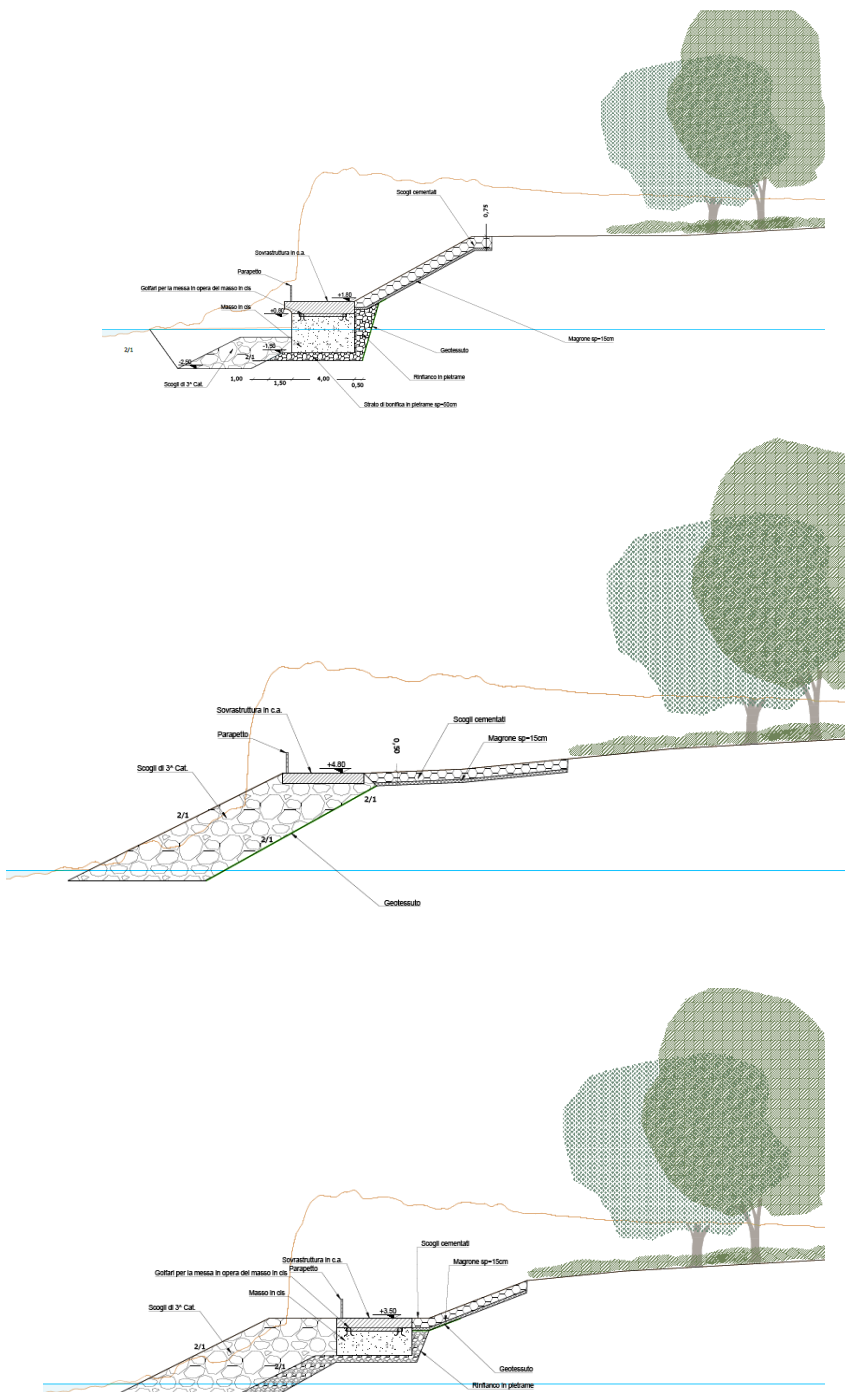 Scogli cementati
0,75
Sovrastruttura in c.a.
Parapetto
Golfari per la messa in opera del masso in cls
+1.80
Masso in cls
+0.80
Magrone sp=15cm
2/1
-1.50
Geotessuto
2/1
-2.50
Rinfianco in pietrame
Scogli di 3^ Cat.
1,00
1,50
4,00
0,50
Strato di bonifica in pietrame sp=50cm
Sovrastruttura in c.a.
Scogli cementati
Parapetto
0,50
Magrone sp=15cm
Scogli di 3^ Cat.
+4.80
2/1
2/1
2/1
Geotessuto
Scogli cementati
Sovrastruttura in c.a.
Magrone sp=15cm
Parapetto
Golfari per la messa in opera del masso in cls
Masso in cls
Scogli di 3^ Cat.
+3.50
2/1
2/1
Geotessuto
Rinfianco in pietrame